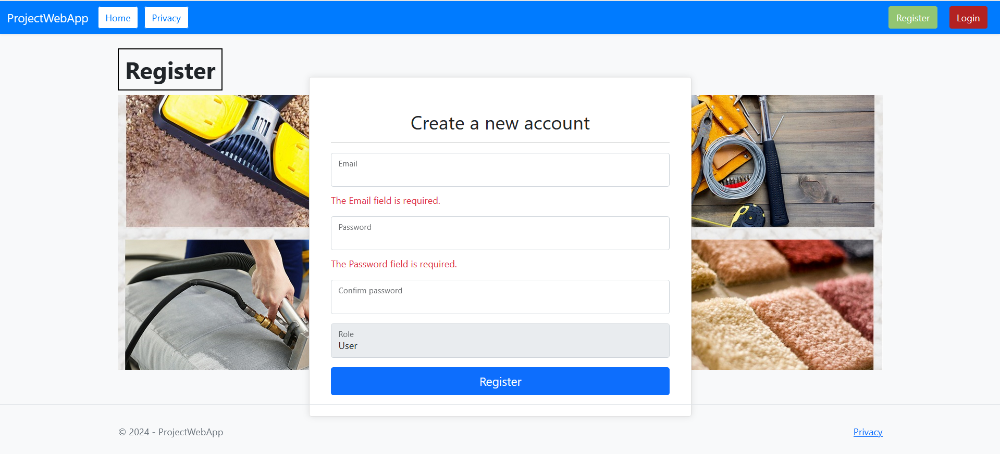 ProjectWebApp Home Privacy Register Login
Register
Create a new account
Email
The Email field is required.
Password
The Password field is required.
Confirm password
Role
User
Register
© 2024 - ProjectWebApp Privacy